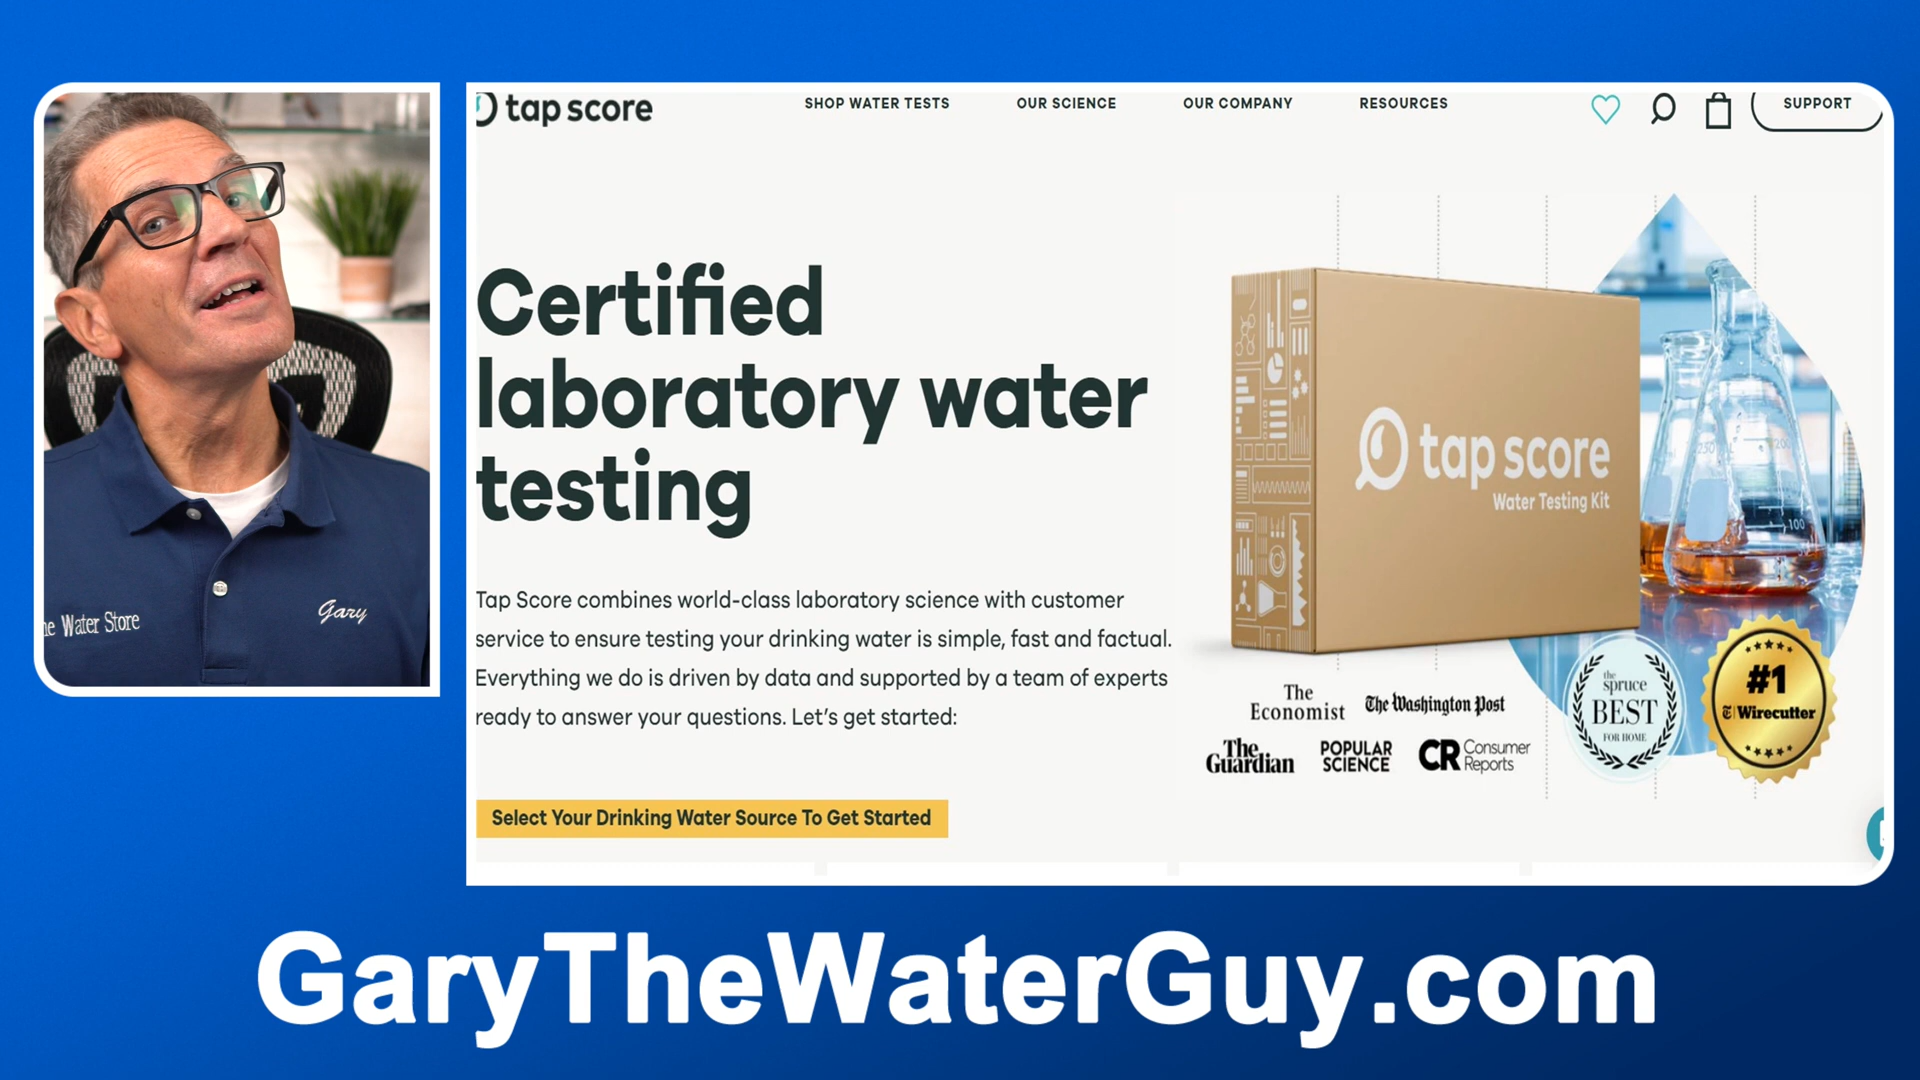 Water Store
Gary
tap score
SHOP WATER TESTS
OUR SCIENCE
OUR COMPANY
RESOURCES
SUPPORT
Certified
laboratory water
testing
Tap Score combines world-class laboratory science with customer
service to ensure testing your drinking water is simple, fast and factual.
Everything we do is driven by data and supported by a team of experts
ready to answer your questions. Let's get started:
Select Your Drinking Water Source To Get Started
tap score
Water Testing Kit
100
The
Economist
The Washington Post
The
Guardian
POPULAR
SCIENCE
CR Consumer
Reports
the
spruce
BEST
FOR HOME
#1
T Wirecutter
GaryTheWaterGuy.com